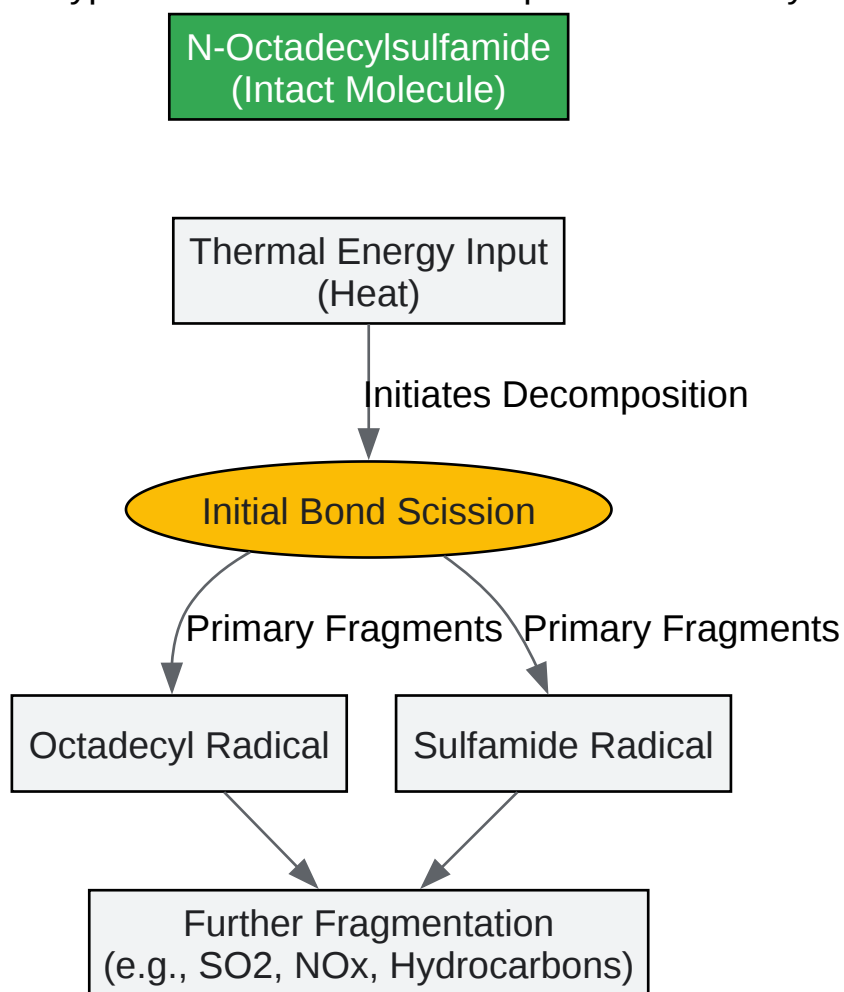 N-Octadecylsulfamide
(Intact Molecule)
Thermal Energy Input
(Heat)
Initiates Decomposition
Initial Bond Scission
Primary Fragments Primary Fragments
Octadecyl Radical Sulfamide Radical
Further Fragmentation
(e.g., SO2, NOx, Hydrocarbons)